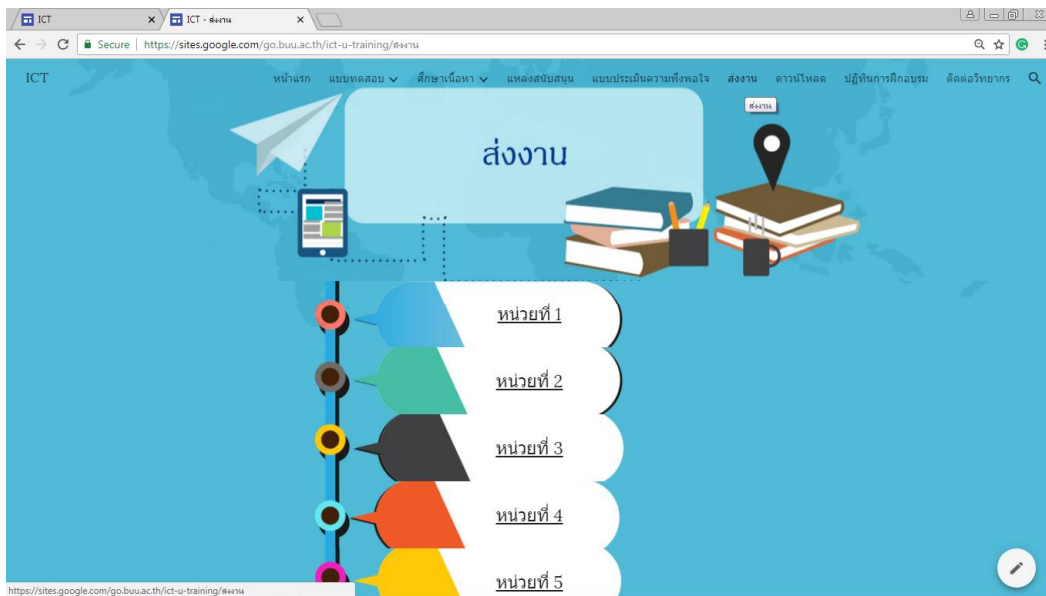 ICT
ICT - ส่งงาน
Secure | https://sites.google.com/go.buu.ac.th/ict-u-training/ส่งงาน
ICT หน้าแรก แบบทดสอบ ศึกษาเนื้อหา แหล่งสนับสนุน แบบประเมินความพึงพอใจ ส่งงาน ดาวน์โหลด ปฏิทินการฝึกอบรม ติดต่อวิทยากร
ส่งงาน
ส่งงาน
หน่วยที่ 1
หน่วยที่ 2
หน่วยที่ 3
หน่วยที่ 4
หน่วยที่ 5
https://sites.google.com/go.buu.ac.th/ict-u-training/ส่งงาน